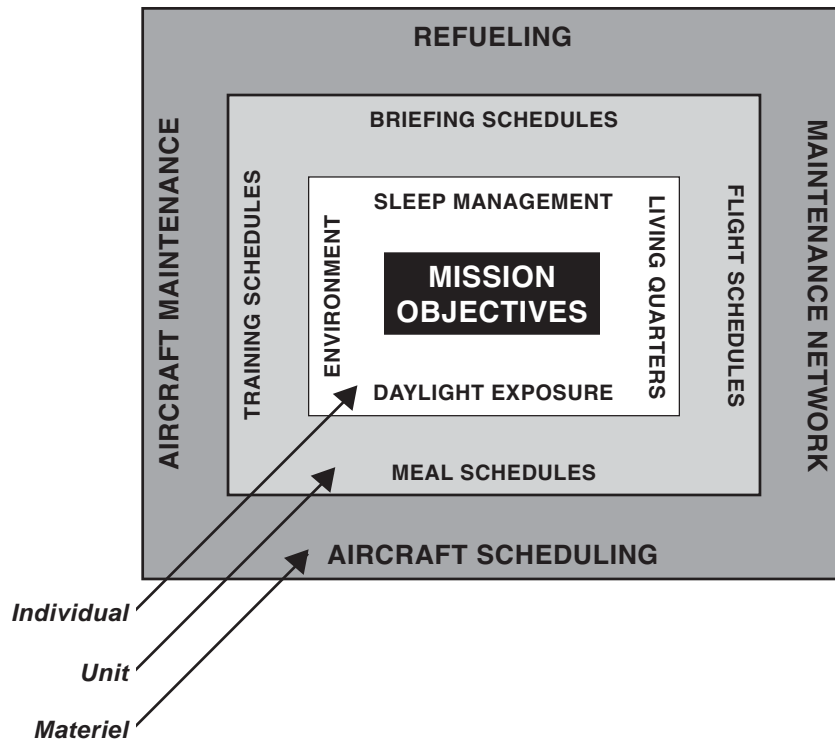 REFUELING
BRIEFING SCHEDULES
AIRCRAFT MAINTENANCE
TRAINING SCHEDULES
ENVIRONMENT
SLEEP MANAGEMENT
MISSION
OBJECTIVES
LIVING QUARTERS
FLIGHT SCHEDULES
MAINTENANCE NETWORK
DAYLIGHT EXPOSURE
MEAL SCHEDULES
AIRCRAFT SCHEDULING
Individual
Unit
Materiel